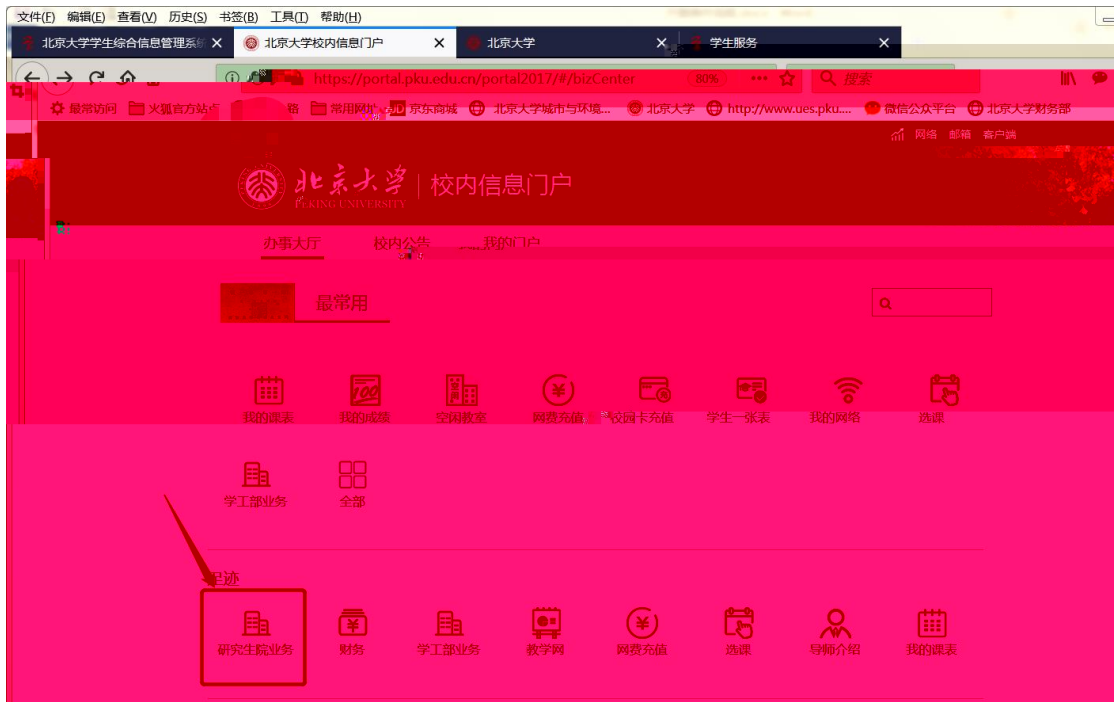 文件(F) 编辑(E) 查看(V) 历史(S) 书签(B) 工具(T) 帮助(H)
北京大学学生综合信息管理系统 北京大学校内信息门户 北京大学 学生服务
https://portal.pku.edu.cn/portal2017/#/bizCenter 80% 搜索
最常访问 火狐官方站点 常用网址 JD 京东商城 北京大学城市与环境... 北京大学 http://www.ues.pku.... 微信公众平台 北京大学财务部
网络 邮箱 客户端
北京大学 校内信息门户
PEKING UNIVERSITY
办事大厅 校内公告 我的门户
最常用
我的课表 我的成绩 空闲教室 网费充值 校园卡充值 学生一张表 我的网络 选课
学工部业务 全部
足迹
研究生院业务 财务 学工部业务 教学网 网费充值 选课 导师介绍 我的课表